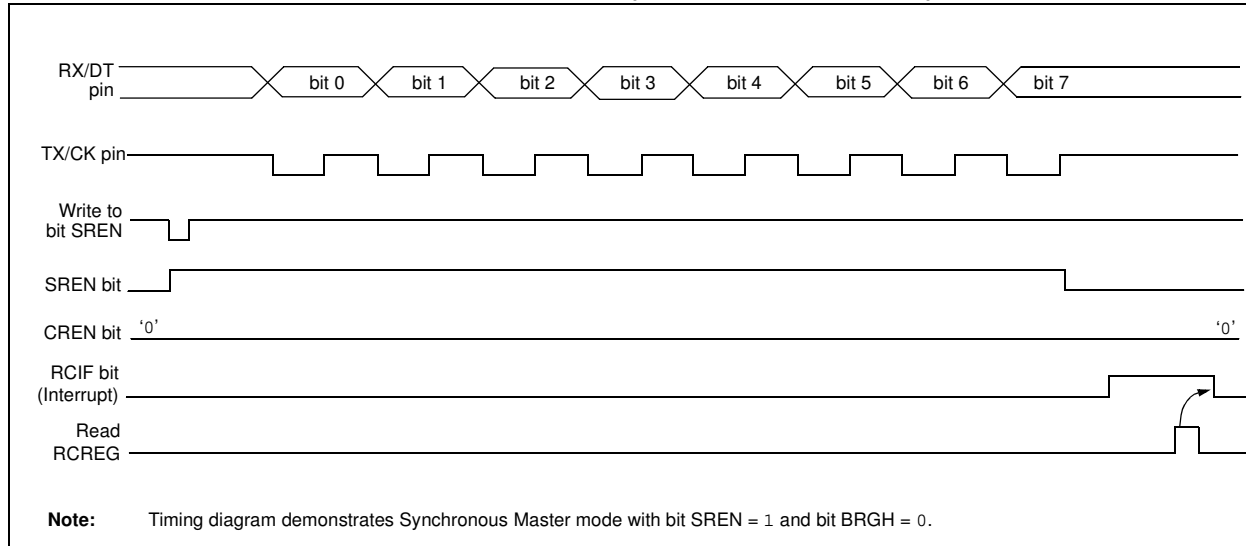 RX/DT
pin
bit 0 bit 1 bit 2 bit 3 bit 4 bit 5 bit 6 bit 7
TX/CK pin
Write to
bit SREN
SREN bit
CREN bit ‘0’ ‘0’
RCIF bit
(Interrupt)
Read
RCREG
Note: Timing diagram demonstrates Synchronous Master mode with bit SREN = 1 and bit BRGH = 0.